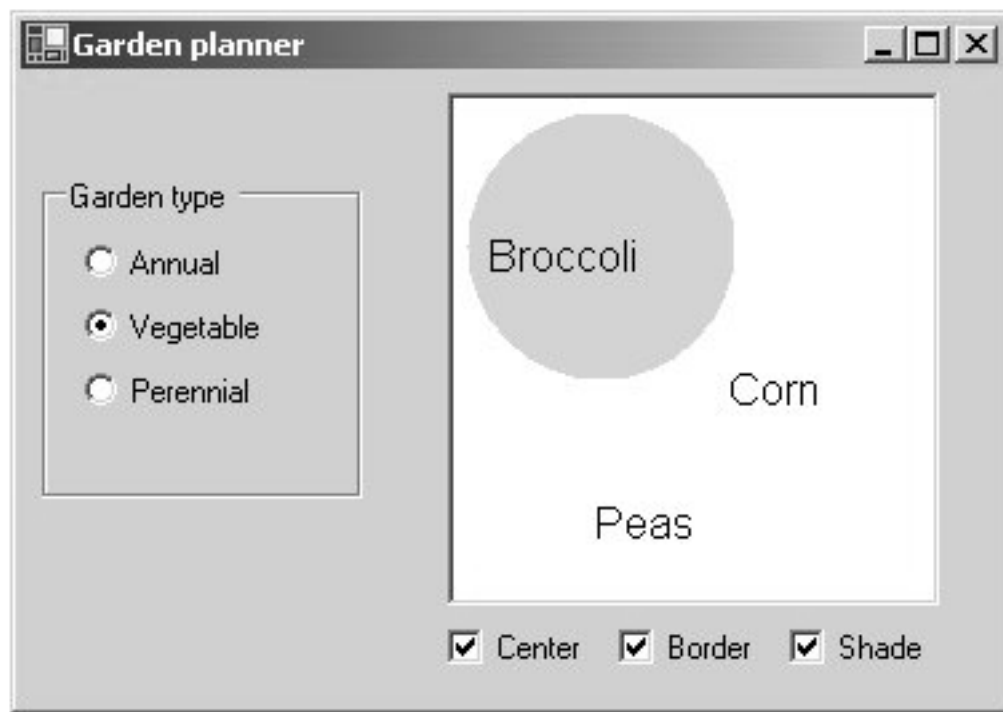 Garden planner
Garden type
Annual
Vegetable
Perennial
Broccoli
Corn
Peas
Center Border Shade